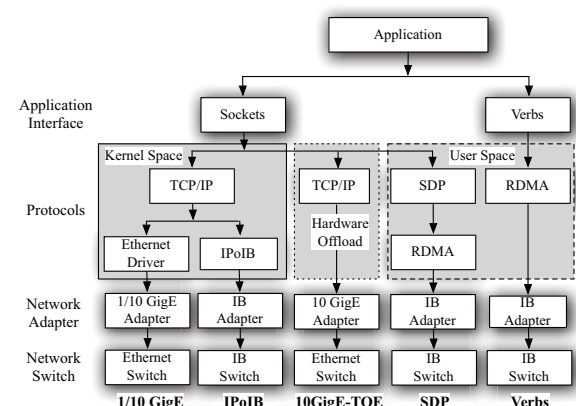 Application
Application
Interface
Sockets
Verbs
Kernel Space
User Space
Protocols
TCP/IP
TCP/IP
SDP
RDMA
Hardware
Offload
Ethernet
Driver
IPoIB
RDMA
Network
Adapter
1/10 GigE
Adapter
IB
Adapter
10 GigE
Adapter
IB
Adapter
IB
Adapter
Network
Switch
Ethernet
Switch
IB
Switch
Ethernet
Switch
IB
Switch
IB
Switch
1/10 GigE
IPoIB
10GigE-TOE
SDP
Verbs